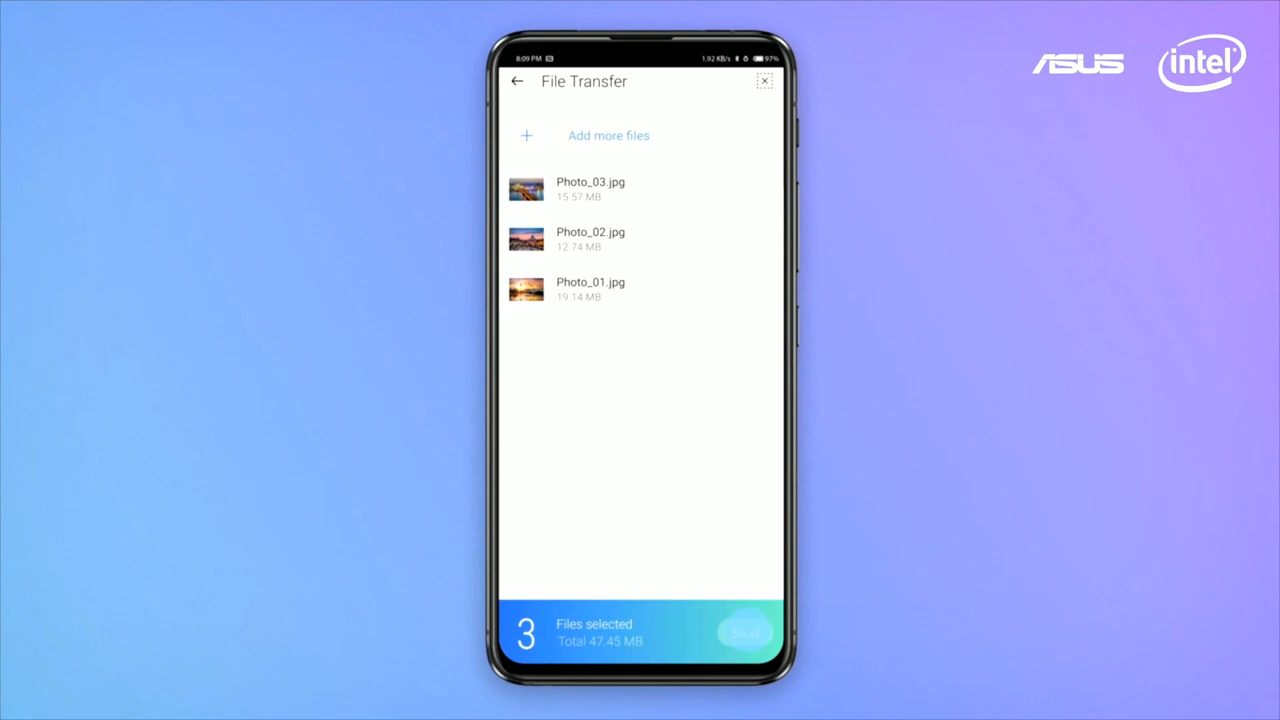 ASUS
intel
8:09 PM
1.92 KB/s 97%
File Transfer
Add more files
Photo_03.jpg
15.57 MB
Photo_02.jpg
12.74 MB
Photo_01.jpg
19.14 MB
3
Files selected
Total 47.45 MB